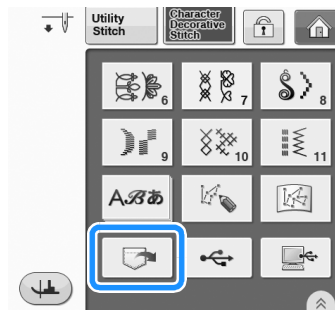 Utility
Stitch
Character
Decorative
Stitch
6
7
8
9
10
11
Aℬあ